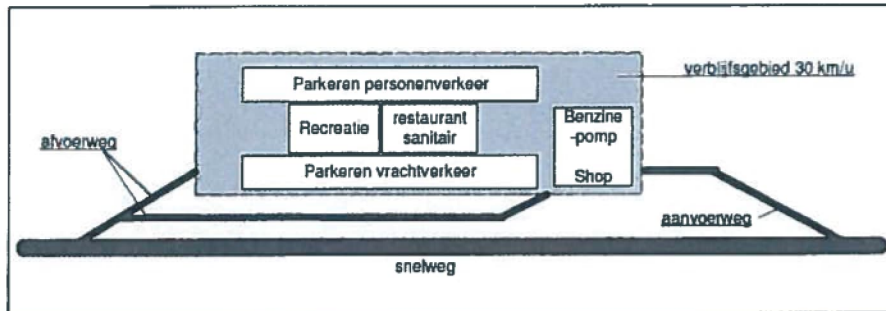 Parkeren personenverkeer
verblijfsgebied 30 km/u
Recreatie
restaurant
sanitair
Benzine
-pomp
Shop
afvoerweg
Parkeren vrachtverkeer
aanvoerweg
snelweg